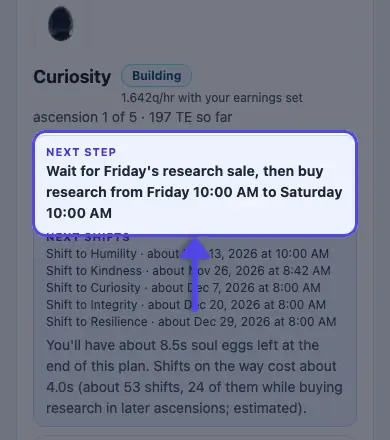 Curiosity Building
1.642q/hr with your earnings set
ascension 1 of 5 · 197 TE so far
NEXT STEP
Wait for Friday's research sale, then buy
research from Friday 10:00 AM to Saturday
10:00 AM
NEXT SHIFTS
Shift to Humility · about 13, 2026 at 10:00 AM
Shift to Kindness · about Nov 26, 2026 at 8:42 AM
Shift to Curiosity · about Dec 7, 2026 at 8:00 AM
Shift to Integrity · about Dec 20, 2026 at 8:00 AM
Shift to Resilience · about Dec 29, 2026 at 8:00 AM
You'll have about 8.5s soul eggs left at the
end of this plan. Shifts on the way cost about
4.0s (about 53 shifts, 24 of them while buying
research in later ascensions; estimated).